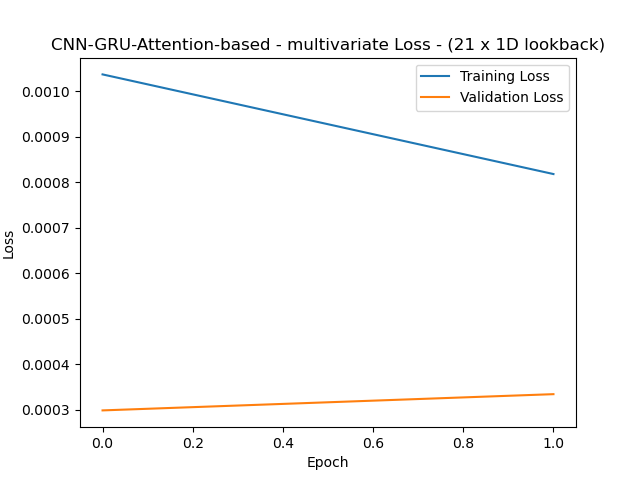 CNN-GRU-Attention-based - multivariate Loss - (21 x 1D lookback)
Training Loss
Validation Loss
0.0010
0.0009
0.0008
0.0007
0.0006
0.0005
0.0004
0.0003
Loss
0.0 0.2 0.4 0.6 0.8 1.0
Epoch